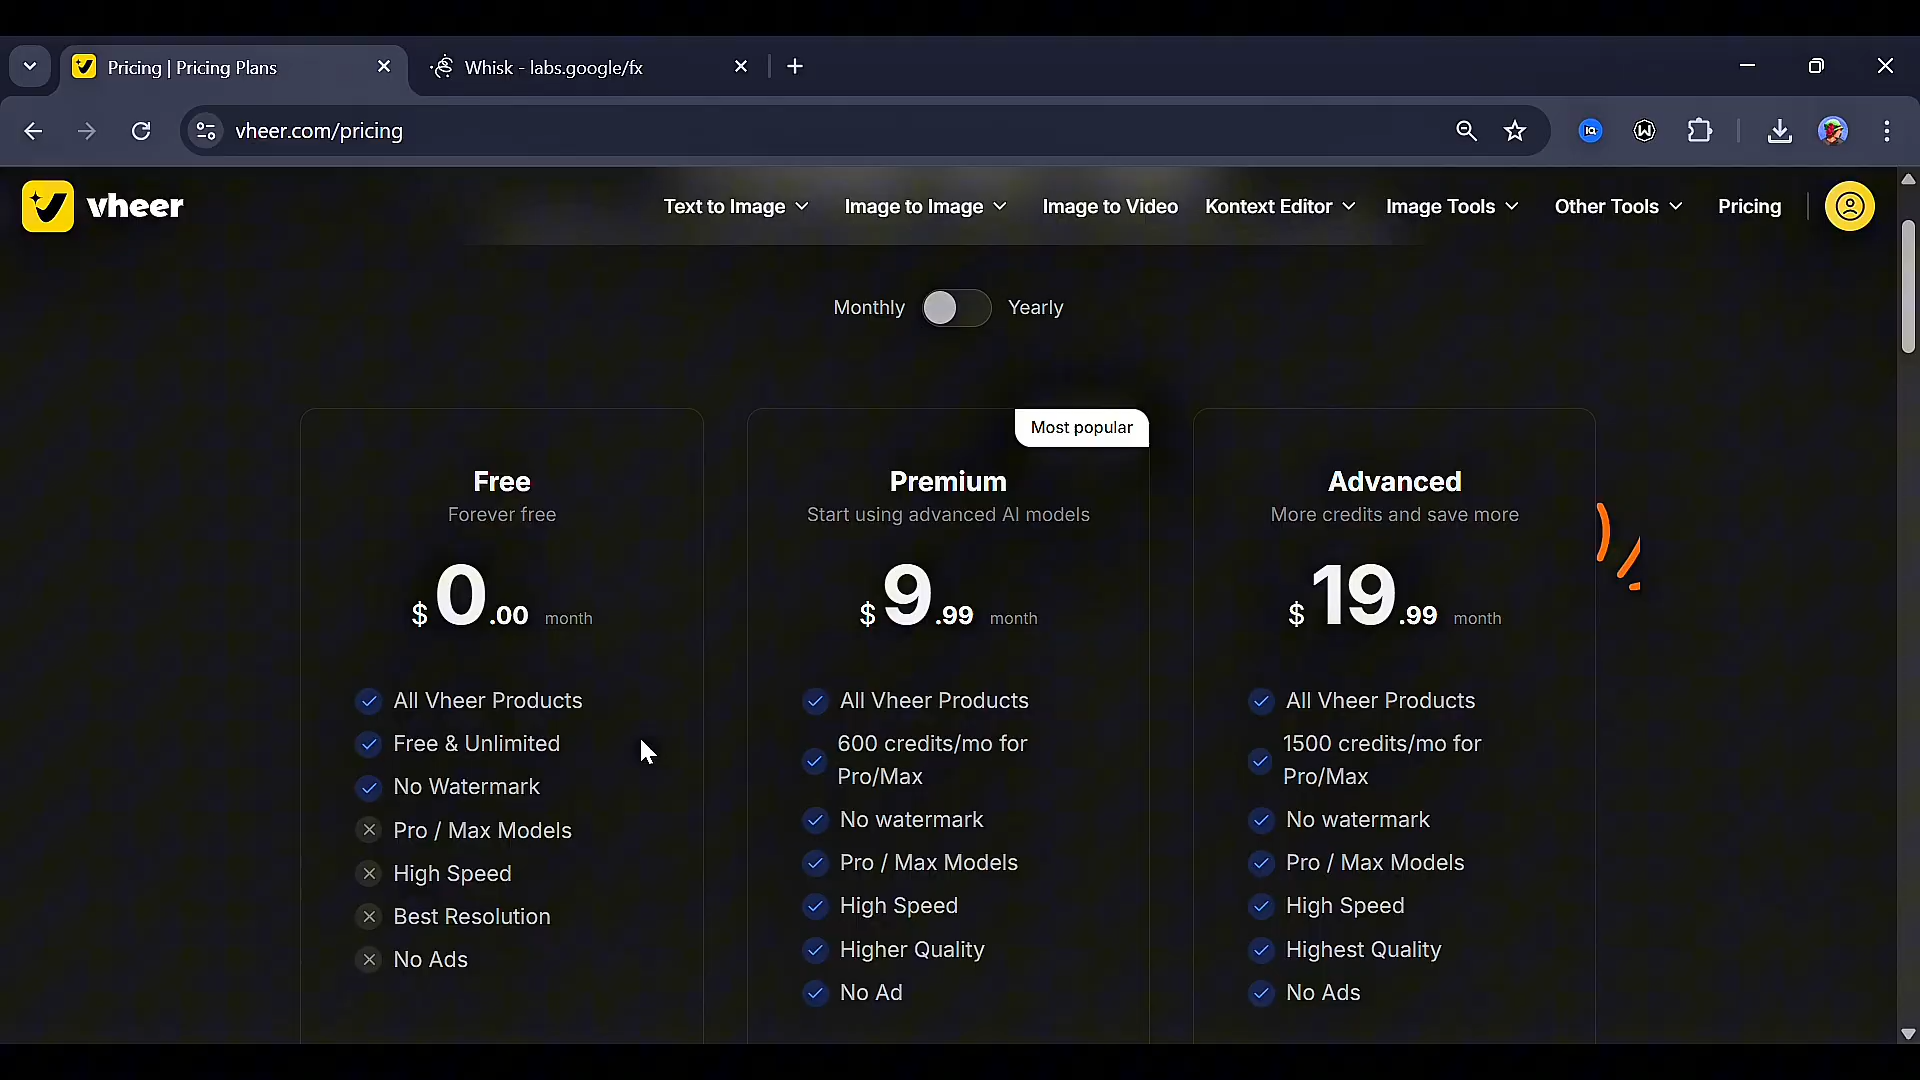 Pricing | Pricing Plans
Whisk - labs.google/fx
vheer.com/pricing
vheer
Text to Image
Image to Image
Image to Video
Kontext Editor
Image Tools
Other Tools
Pricing
Monthly
Yearly
Most popular
Free
Forever free
$0.00 month
All Vheer Products
Free & Unlimited
No Watermark
Pro / Max Models
High Speed
Best Resolution
No Ads
Premium
Start using advanced AI models
$9.99 month
All Vheer Products
600 credits/mo for
Pro/Max
No watermark
Pro / Max Models
High Speed
Higher Quality
No Ad
Advanced
More credits and save more
$19.99 month
All Vheer Products
1500 credits/mo for
Pro/Max
No watermark
Pro / Max Models
High Speed
Highest Quality
No Ads